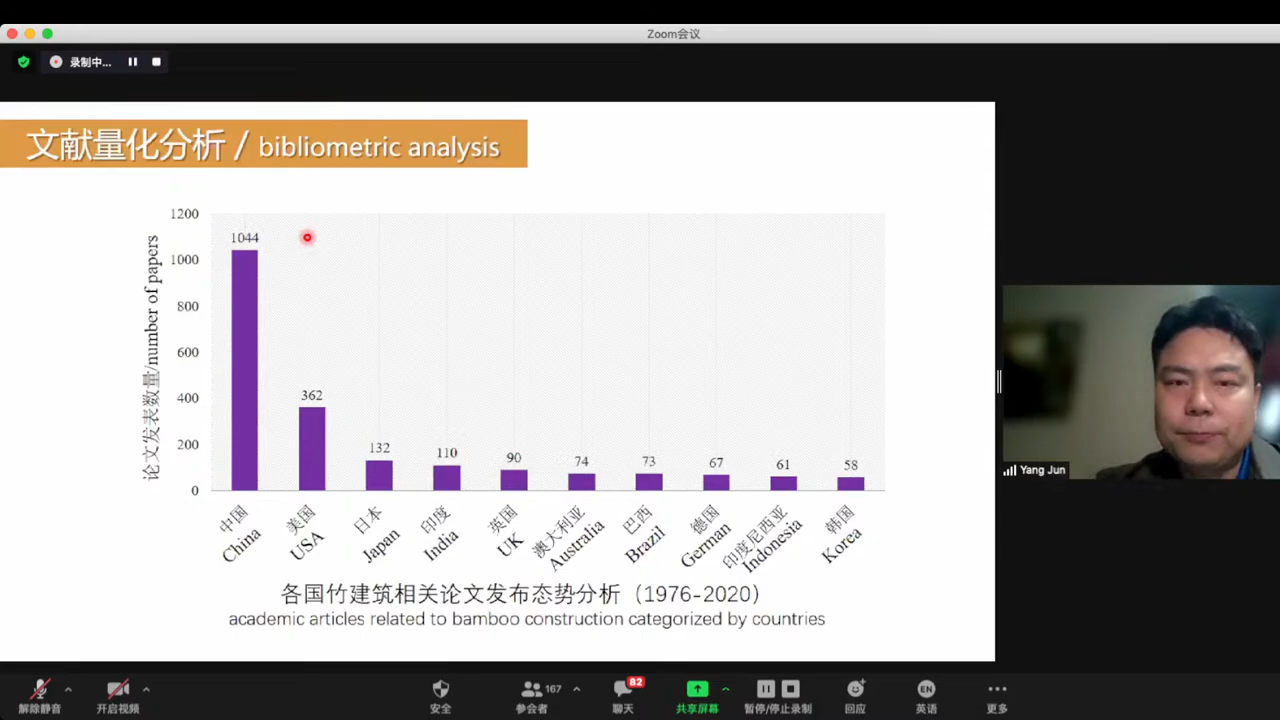 Zoom会议
录制中...
文献量化分析 / bibliometric analysis
论文发表数量/number of papers
1200
1000
800
600
400
200
0
1044
362
132
110
90
74
73
67
61
58
中国
China
美国
USA
日本
Japan
印度
India
英国
UK
澳大利亚
Australia
巴西
Brazil
德国
German
印度尼西亚
Indonesia
韩国
Korea
各国竹建筑相关论文发布态势分析（1976-2020）
academic articles related to bamboo construction categorized by countries
Yang Jun
解除静音
开启视频
安全
167
参会者
82
聊天
共享屏幕
暂停/停止录制
回应
EN
英语
更多